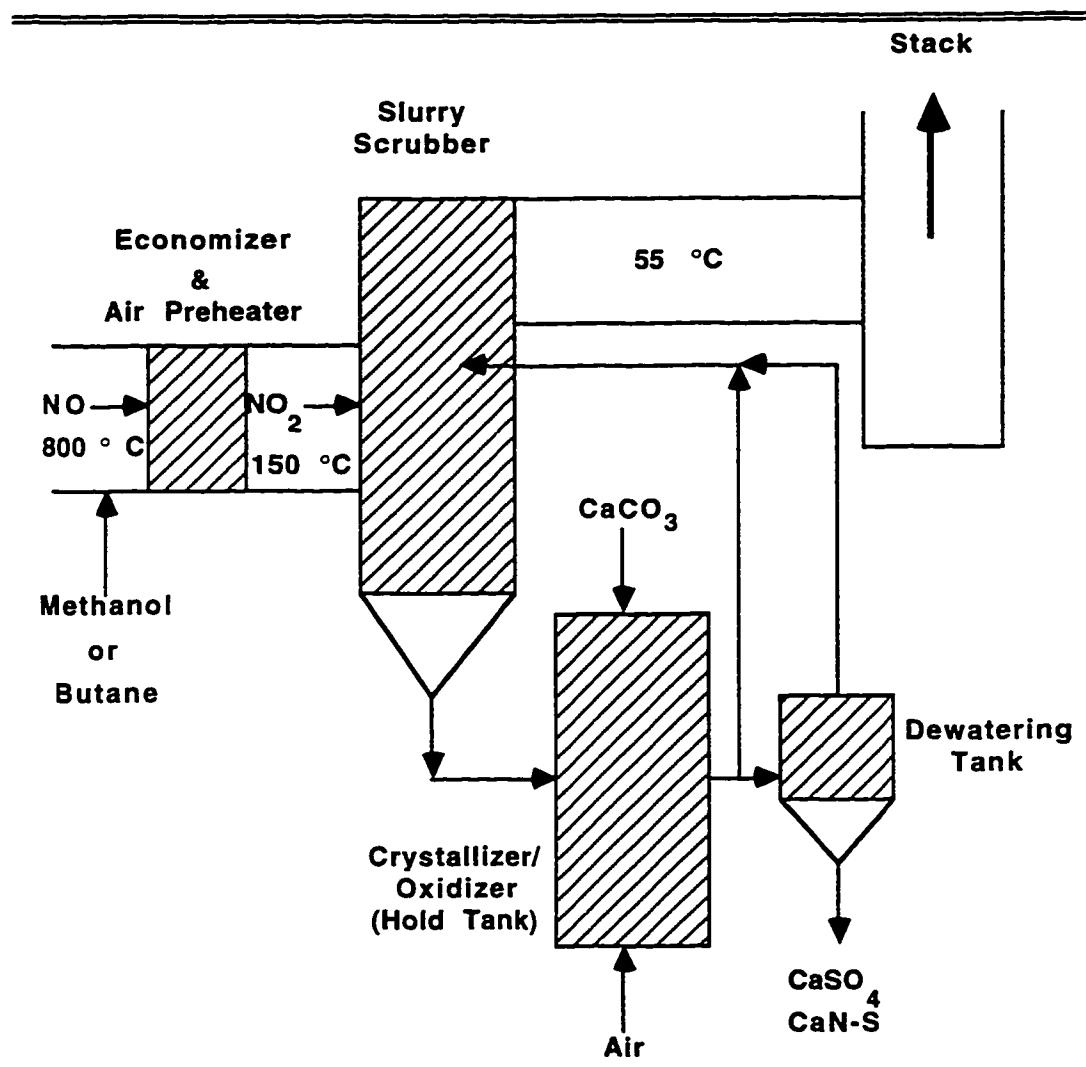 Stack
Slurry
Scrubber
Economizer
&
Air Preheater
55 °C
NO
NO2
800 ° C
150 °C
CaCO3
Methanol
or
Butane
Dewatering
Tank
Crystallizer/
Oxidizer
(Hold Tank)
CaSO4
CaN-S
Air